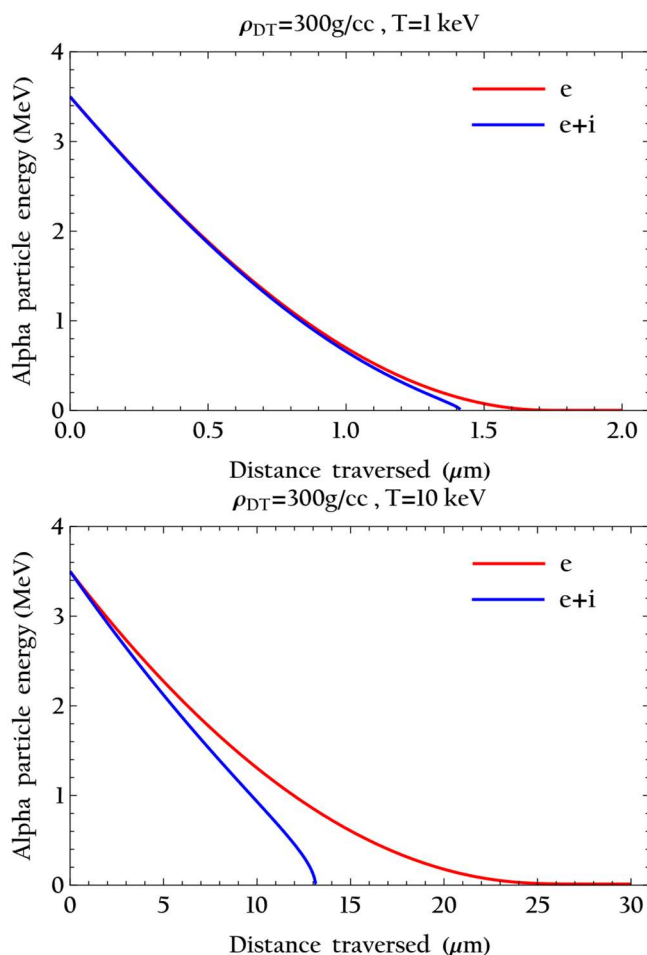 ρDT=300g/cc , T=1 keV
4
3
2
1
0
Alpha particle energy (MeV)
e
e+i
0.0 0.5 1.0 1.5 2.0
Distance traversed (μm)
ρDT=300g/cc , T=10 keV
4
3
2
1
0
Alpha particle energy (MeV)
e
e+i
0 5 10 15 20 25 30
Distance traversed (μm)